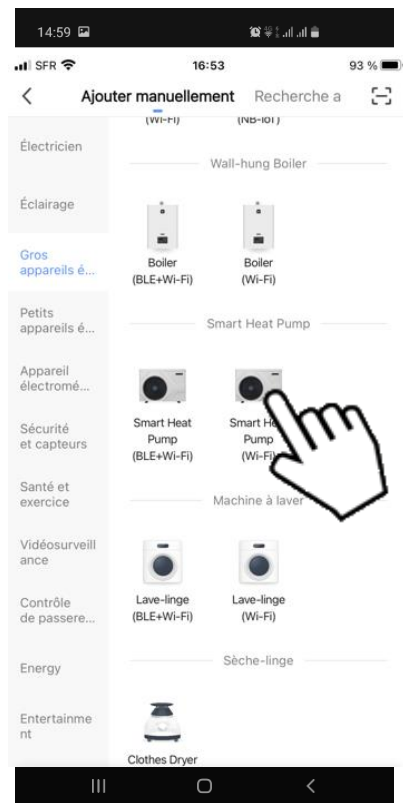 14:59
SFR 16:53 93 %
Ajouter manuellement Recherche a
(Wi-Fi) (NB-IoT)
Électricien
Wall-hung Boiler
Éclairage
Gros
appareils é...
Boiler
(BLE+Wi-Fi)
Boiler
(Wi-Fi)
Petits
appareils é...
Smart Heat Pump
Appareil
électromé...
Smart Heat
Pump
(BLE+Wi-Fi)
Smart He
Pump
(Wi-Fi)
Sécurité
et capteurs
Santé et
exercice
Machine à laver
Vidéosurveill
ance
Contrôle
de passere...
Lave-linge
(BLE+Wi-Fi)
Lave-linge
(Wi-Fi)
Energy
Sèche-linge
Entertainme
nt
Clothes Dryer